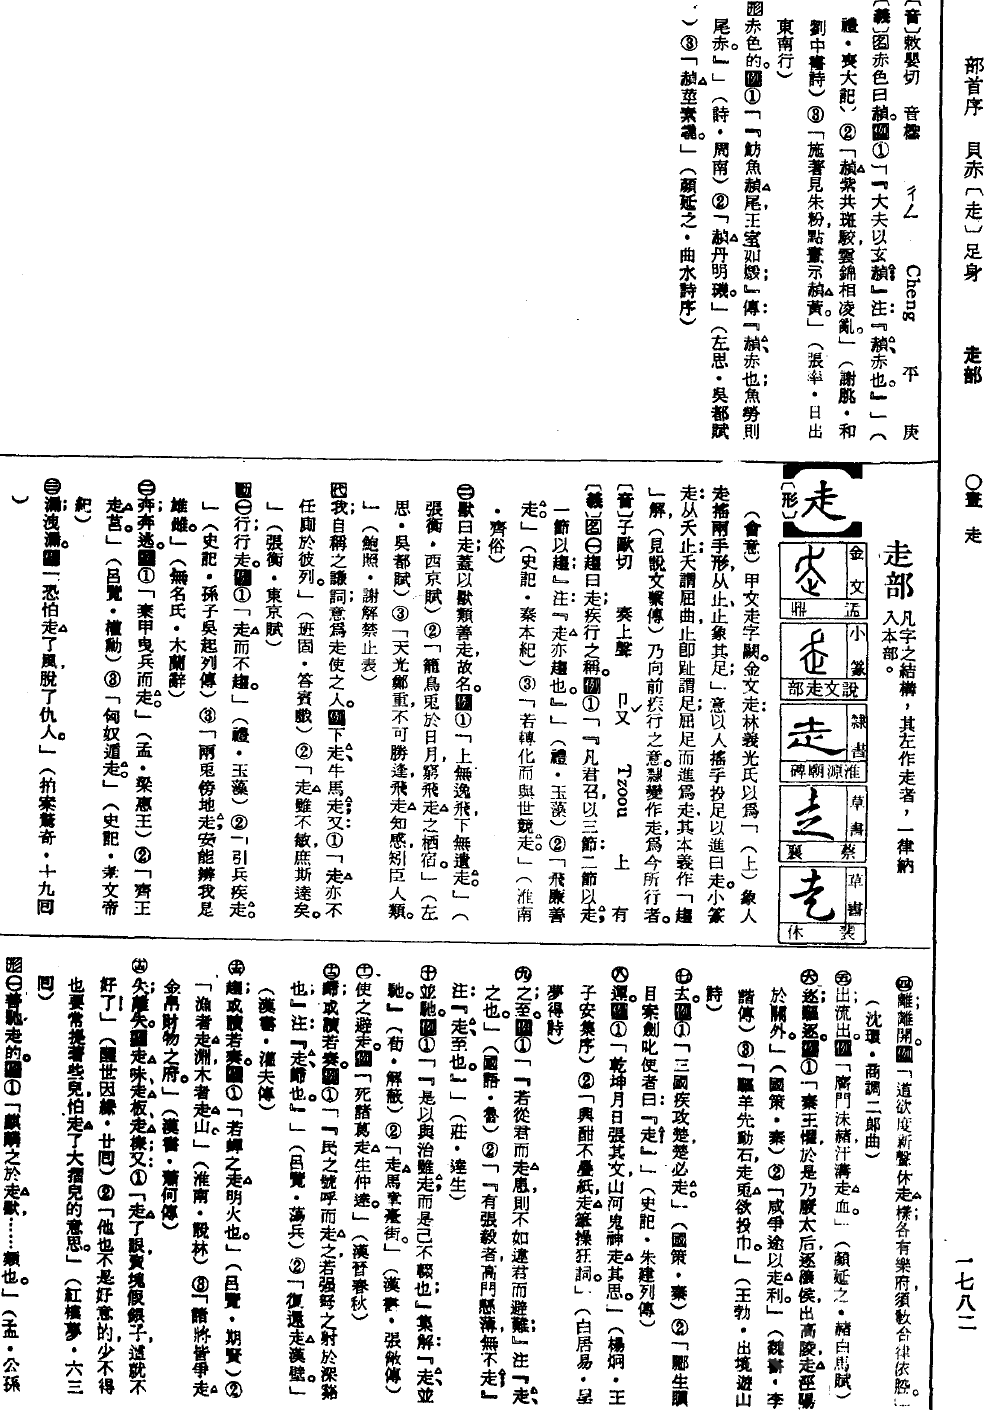 部首序 貝赤〔走〕足身 走部 〇畫 走 一七八二
〔音〕敕嬰切 音檉 ㄔㄥ Cheng 平 庚
〔義〕名赤色曰赬。例①「『大夫以玄赬』注:『赬、赤也。』」（
禮・喪大記）②「赬紫共斑駁,雲錦相凌亂。」（謝朓・和
劉中書詩）③「施著見朱粉,點畫示赬黃。」（張率・日出
東南行）
形赤色的。例①「『魴魚赬尾,王室如燬』傳:『赬、赤也;魚勞則
尾赤。』」（詩・周南）②「赬丹明璣。」（左思・吳都賦
）③「赬莖素毳。」（顏延之・曲水詩序）
走部 凡字之結構，其左作走者，一律納
入本部。
【走】
〔形〕
金文 盂鼎
小篆 說文走部
隸書 淮源廟碑
草書 蔡襄
草書 裴休
（會意）甲文走字闕。金文走;林義光氏以爲「（上）象人
走搖兩手形,从止,止象其足」,意以人搖手投足以進曰走。小篆
走从夭止,夭謂屈曲,止卽趾,謂足;屈足而進爲走;其本義作「趨
」解（見說文繫傳）乃向前疾行之意。隸變作走,爲今所行者。
〔音〕子歐切 奏上聲 ㄗㄡˇ Tzoou 上 有
〔義〕名㊀趨曰走;疾行之稱。例①「『凡君召,以三節:二節以走,
一節以趨』注:『走亦趨也。』」（禮・玉藻）②「飛廉善
走。」（史記・秦本紀）③「若轉化而與世競走。」（淮南
・齊俗）
㊁獸曰走;蓋以獸類善走,故名。例①「上無逸飛,下無遺走。」（
張衡・西京賦）②「籠鳥兎於日月,窮飛走之栖宿。」（左
思・吳都賦）③「天光鄭重,不可勝逢,飛走知感,矧臣人類。
」（鮑照・謝解禁止表）
代我;自稱之謙詞;意爲走使之人。例下走、牛馬走;又:①「走亦不
任廁於彼列。」（班固・答賓戲）②「走雖不敏,庶斯達矣。
」（張衡・東京賦）
動㊀行;行走。例①「走而不趨。」（禮・玉藻）②「引兵疾走。
」（史記・孫子吳起列傳）③「兩兎傍地走,安能辨我是
雄雌。」（無名氏・木蘭辭）
㊁奔;奔逃。例①「棄甲曳兵而走。」（孟・梁惠王）②「齊王
走莒。」（呂覽・權勳）③「匈奴遁走。」（史記・孝文帝
紀）
㊂漏;洩漏。例「恐怕走了風,脫了仇人。」（拍案驚奇・十九回
）
㊃離;離開。例「道欲度新聲休走樣,各有樂府,須敎合律依腔。」
（沈璟・商調二郎曲）
㊄出;流出。例「膺門沫赭,汗溝走血。」（顏延之・赭白馬賦）
㊅逐;驅逐。例①「秦王懼,於是乃廢太后,逐穰侯,出高陵,走涇陽
於關外。」（國策・秦）②「咸爭途以走利。」（魏書・李
諧傳）③「驅羊先動石,走兎欲投巾。」（王勃・出境遊山
詩）
㊆去。例①「三國疾攻楚,楚必走。」（國策・秦）②「酈生瞋
目案劍叱使者曰:『走。』」（史記・朱建列傳）
㊇運。例①「乾坤日月張其文,山河鬼神走其思。」（楊炯・王
子安集序）②「興酣不疊紙,走筆操狂詞。」（白居易・
夢得詩）
㊈之;至。例①「『若從君而走患,則不如違君而避難』注:『走,
之也。』」（國語・魯）②「『有張毅者,高門懸薄,無不走』
注:『走,至也。』」（莊・達生）
㊉並馳。例①「『是以與治雖走,而是己不輟也』集解:『走,並
馳。』」（荀・解蔽）②「走馬章臺街。」（漢書・張敞傳）
使之避走。例「死諸葛走生仲達。」（漢晉春秋）
歸;或讀若奏。例①「『民之號呼而走之,若强弩之射於深谿
也』注:『走,歸也。』」（呂覽・蕩兵）②「復還走漢壁。」
（漢書・灌夫傳）
趨;或讀若奏。例①「若蟬之走明火也。」（呂覽・期賢）②
「漁者走淵,木者走山。」（淮南・說林）③「諸將皆爭走
金帛財物之府。」（漢書・蕭何傳）
失;離失。例走味、走板、走樣;又:①「走了眼,賣塊假銀子,這就不
好了。」（醒世因緣・廿回）②「他也不是好意的,少不得
也要常提著些兒,怕走了大摺兒的意思。」（紅樓夢・六三
回）
形㊀善馳走的。例①「麒麟之於走獸,……類也。」（孟・公孫